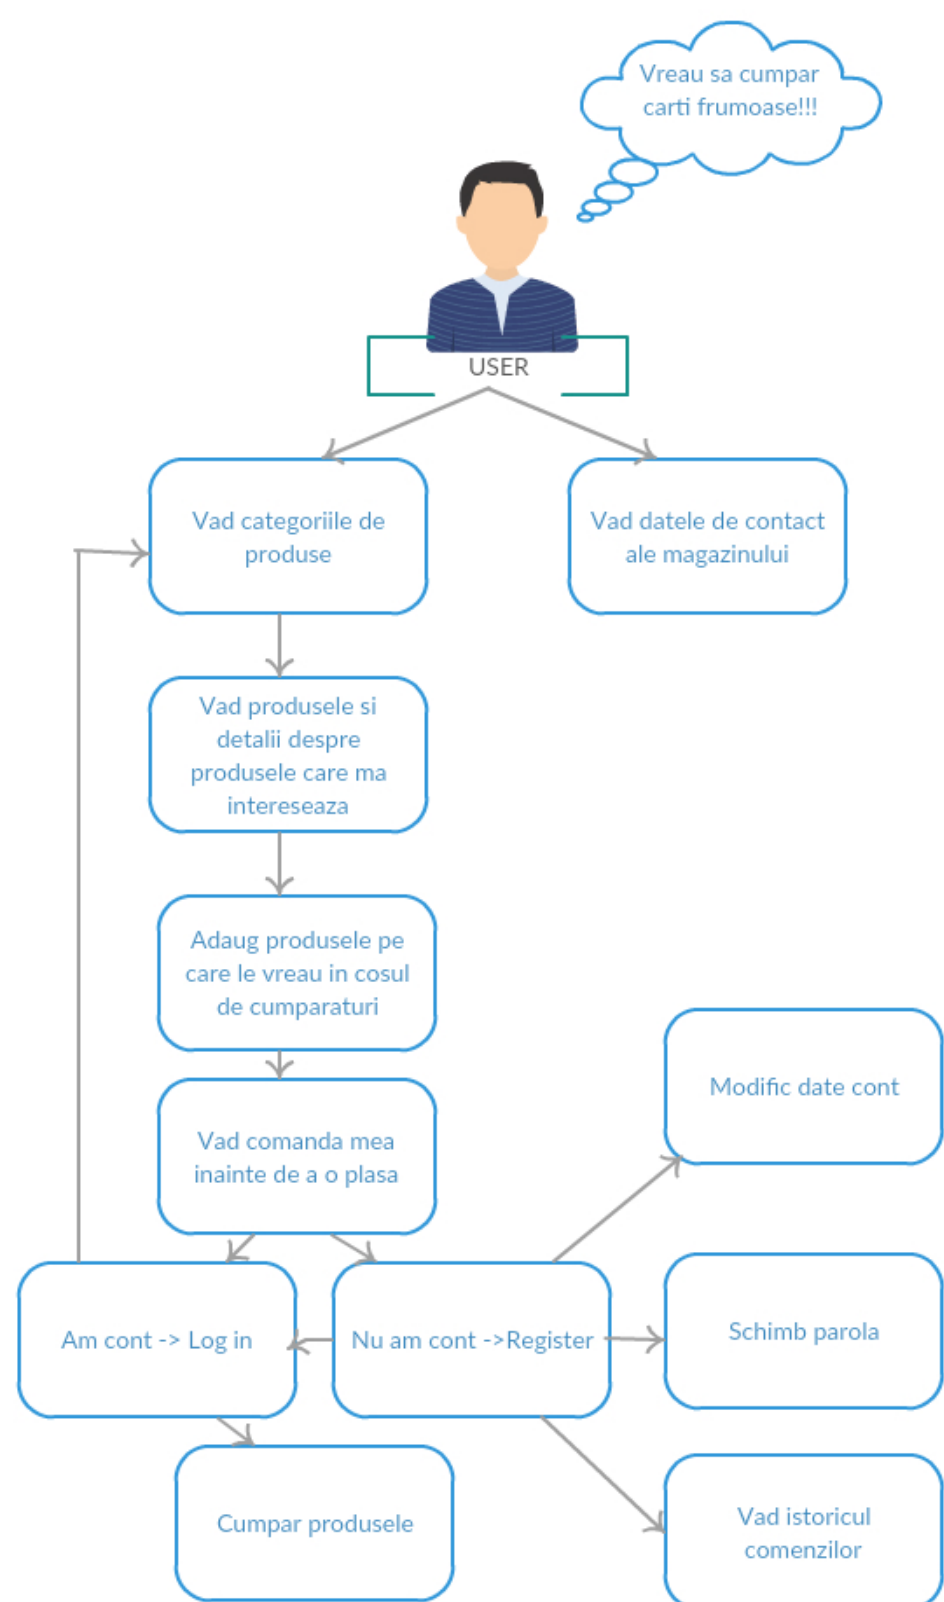 Vreau sa cumpar
carti frumoase!!!
USER
Vad categoriile de
produse
Vad datele de contact
ale magazinului
Vad produsele si
detalii despre
produsele care ma
intereseaza
Adaug produsele pe
care le vreau in cosul
de cumparaturi
Modific date cont
Vad comanda mea
inainte de a o plasa
Am cont -> Log in
Nu am cont ->Register
Schimb parola
Cumpar produsele
Vad istoricul
comenzilor